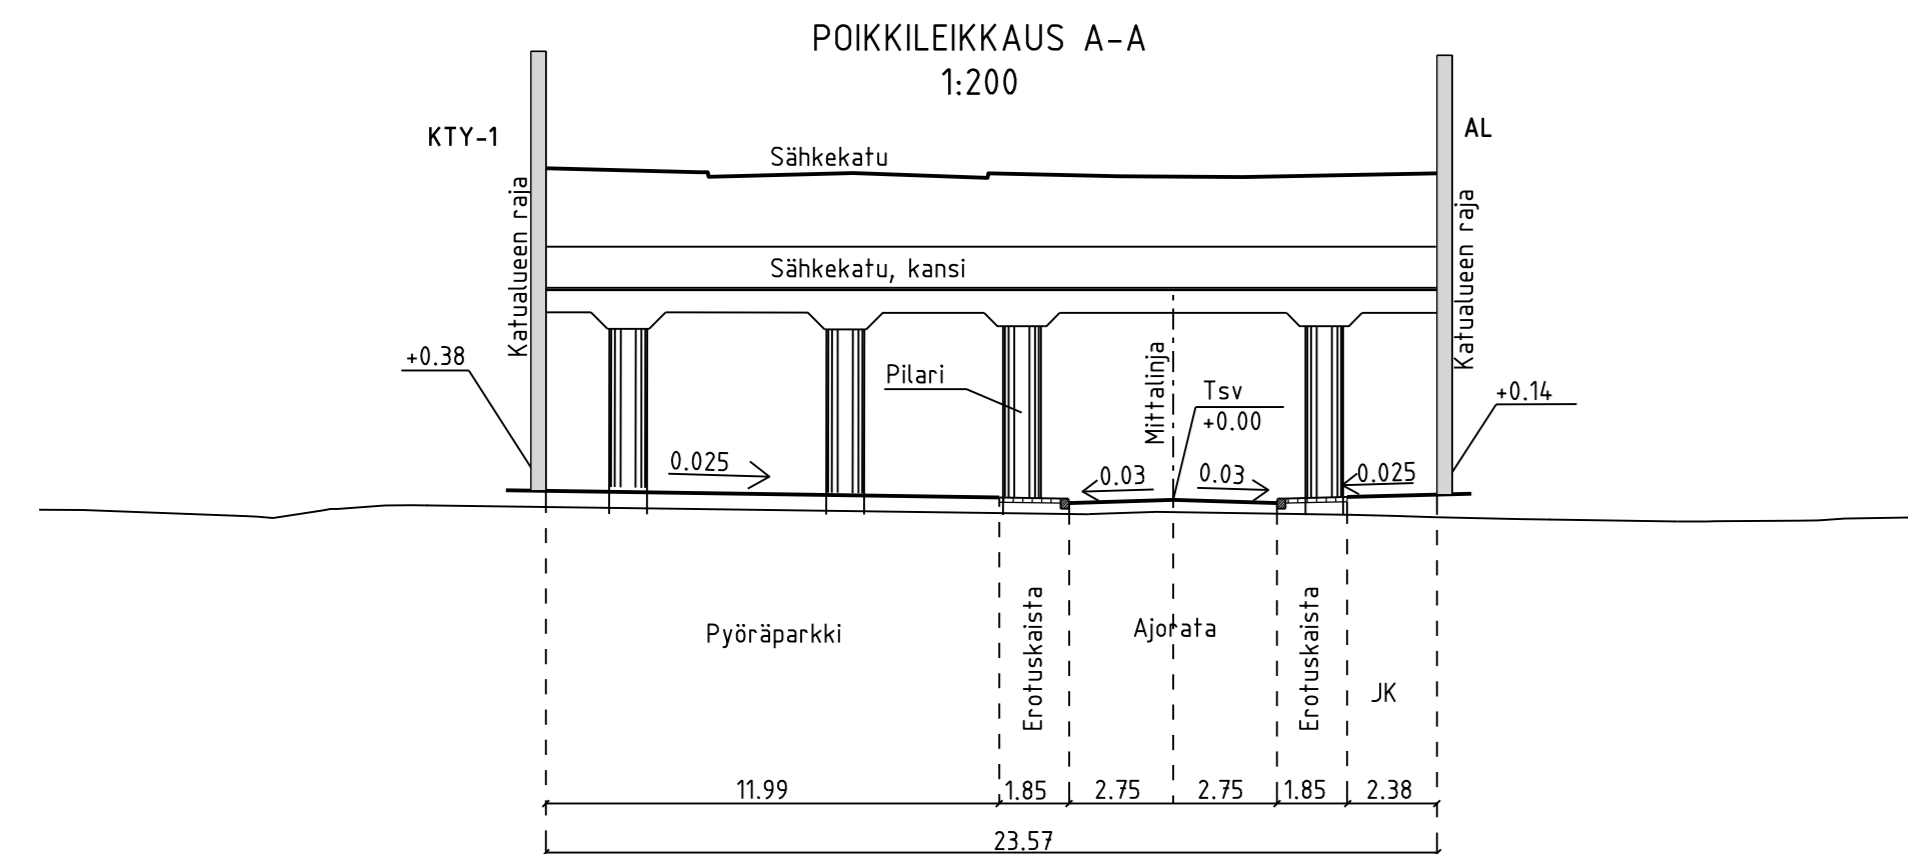 POIKKILEIKKAUS A-A
1:200
KTY-1
AL
Sähkekatu
Katualueen raja
Katualueen raja
Sähkekatu, kansi
+0.38
Pilari
Mittalinja
Tsv
+0.00
+0.14
0.025
0.03
0.03
0.025
Pyöräparkki
Erotuskaista
Ajorata
Erotuskaista
JK
11.99
1.85
2.75
2.75
1.85
2.38
23.57